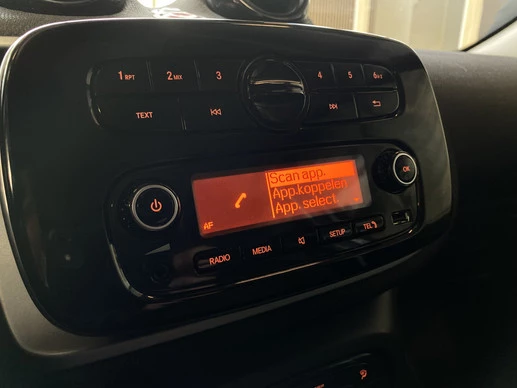 1 RPT 2 MIX 3 4 5 6
TEXT
Scan app.
App.koppelen
App. select.
AF
OK
RADIO MEDIA SETUP TEL